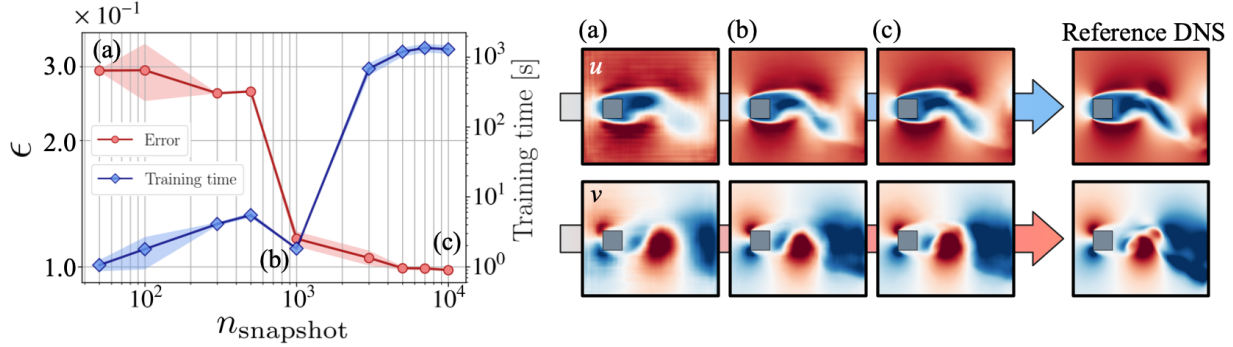 × 10⁻¹
3.0
2.0
1.0
ϵ
(a)
(b)
(c)
Error
Training time
10²
10³
10⁴
n_snapshot
10³
10²
10¹
10⁰
Training time [s]
(a)
(b)
(c)
Reference DNS
u
v